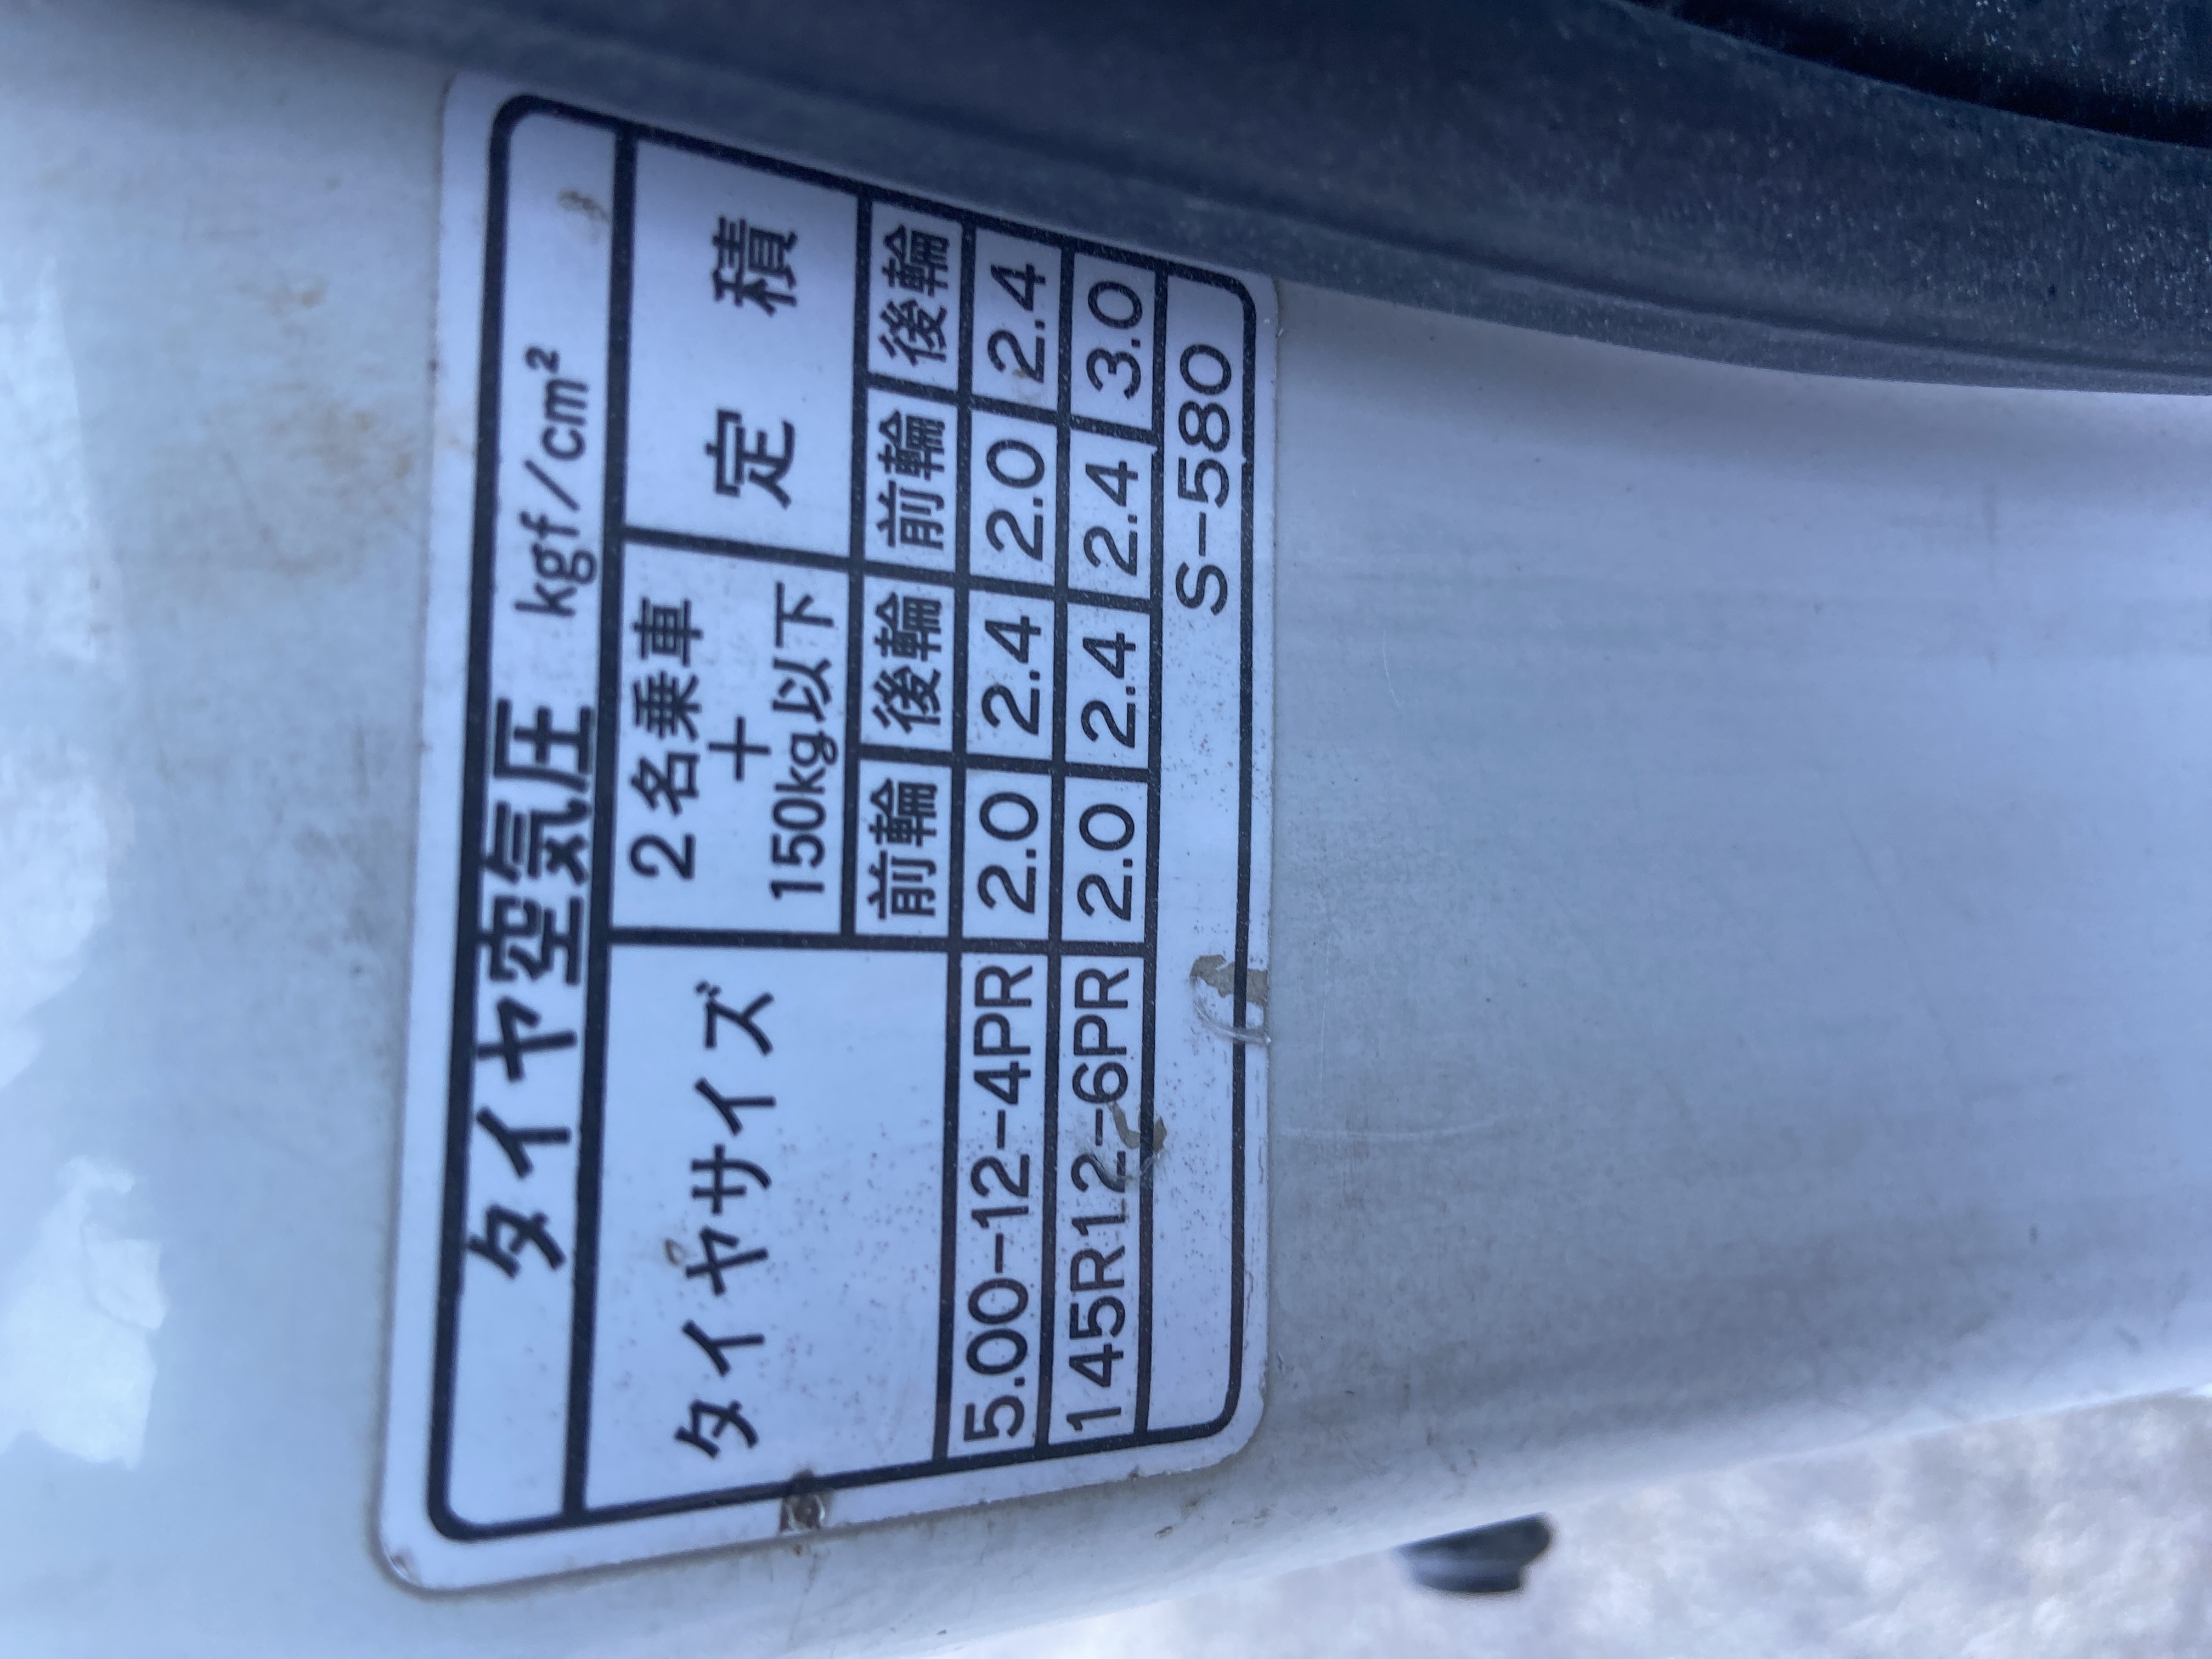 タイヤ空気圧 kgf/cm²
タイヤサイズ
2名乗車
+
150kg以下
定 積
前輪 後輪 前輪 後輪
5.00-12-4PR 2.0 2.4 2.0 2.4
145R12-6PR 2.0 2.4 2.4 3.0
S-580